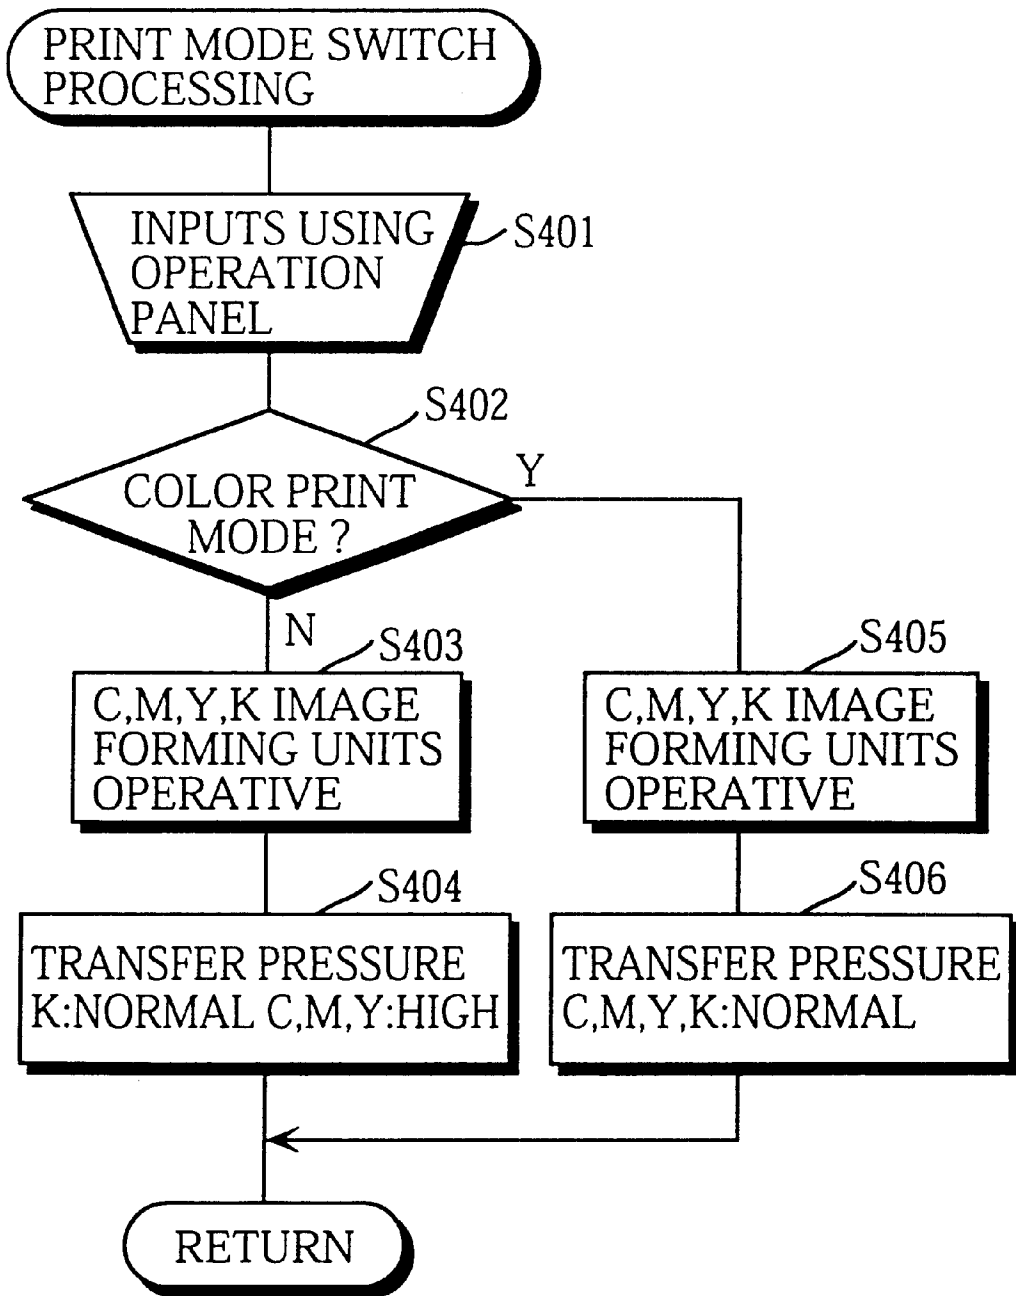 PRINT MODE SWITCH
PROCESSING
INPUTS USING
OPERATION
PANEL
S401
S402
COLOR PRINT
MODE ?
Y
N
S403
C,M,Y,K IMAGE
FORMING UNITS
OPERATIVE
S404
TRANSFER PRESSURE
K:NORMAL C,M,Y:HIGH
S405
C,M,Y,K IMAGE
FORMING UNITS
OPERATIVE
S406
TRANSFER PRESSURE
C,M,Y,K:NORMAL
RETURN